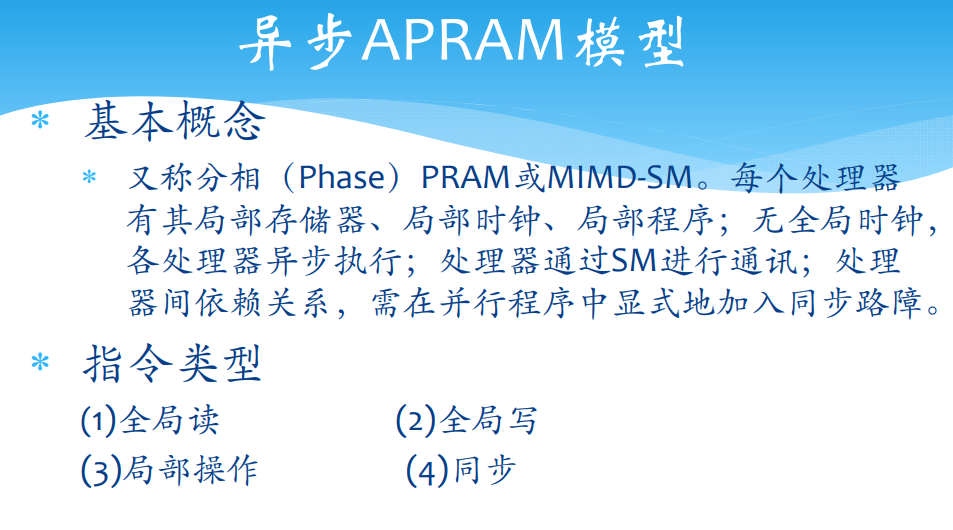 异步APRAM模型
* 基本概念
* 又称分相（Phase）PRAM或MIMD-SM。每个处理器
有其局部存储器、局部时钟、局部程序；无全局时钟，
各处理器异步执行；处理器通过SM进行通讯；处理
器间依赖关系，需在并行程序中显式地加入同步路障。
* 指令类型
(1)全局读 (2)全局写
(3)局部操作 (4)同步